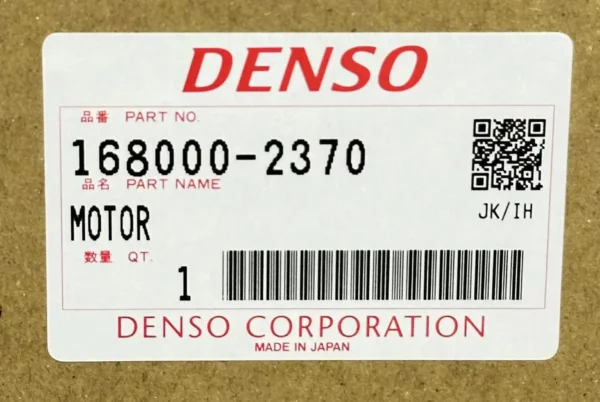 DENSO
品番 PART NO.
168000-2370
品名 PART NAME
MOTOR
JK/IH
数量 QT.
1
DENSO CORPORATION
MADE IN JAPAN